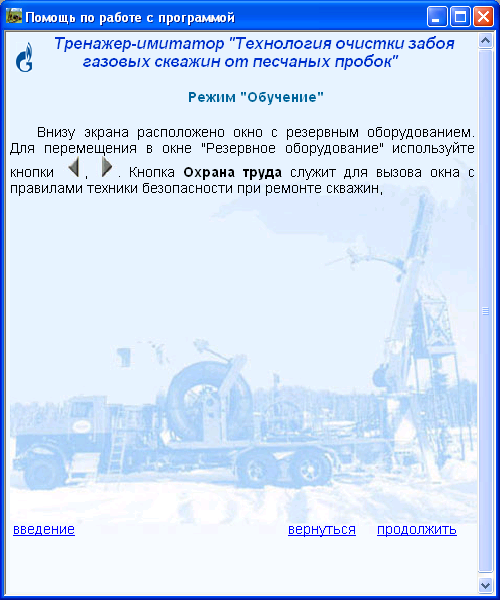 Помощь по работе с программой
Тренажер-имитатор "Технология очистки забоя
газовых скважин от песчаных пробок"
Режим "Обучение"
Внизу экрана расположено окно с резервным оборудованием.
Для перемещения в окне "Резервное оборудование" используйте
кнопки , . Кнопка Охрана труда служит для вызова окна с
правилами техники безопасности при ремонте скважин,
введение вернуться продолжить